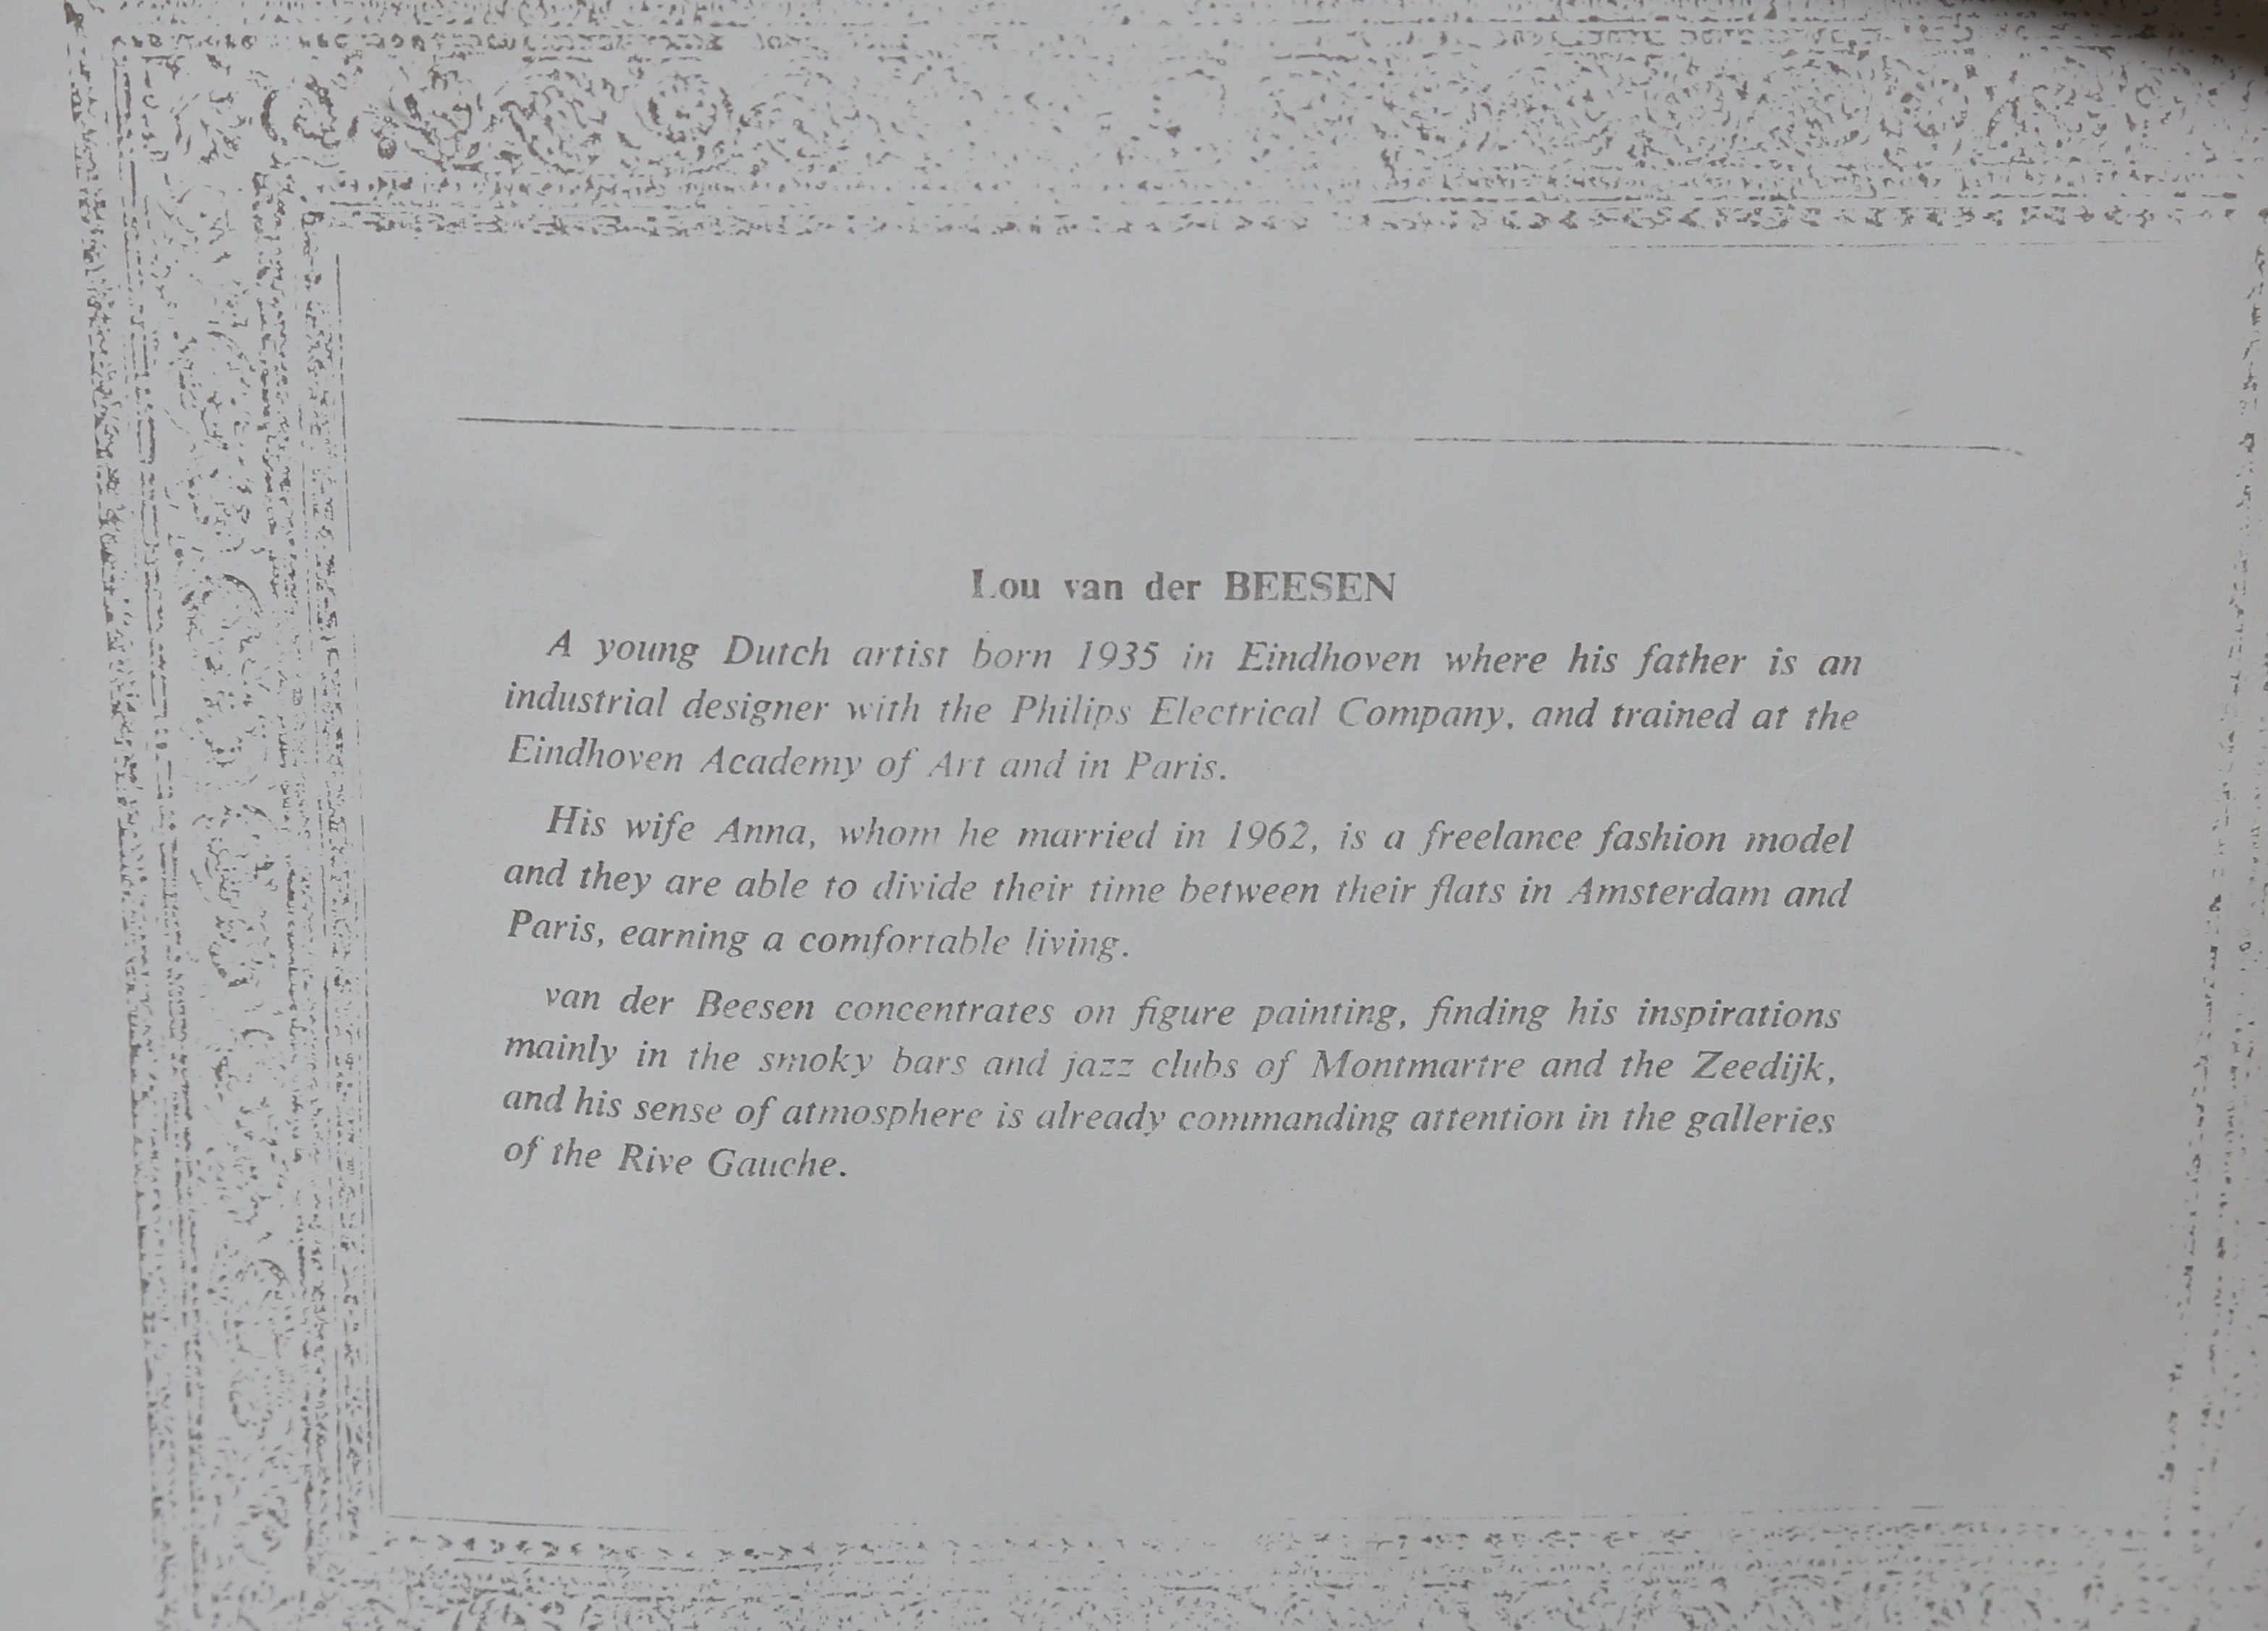 Lou van der BEESEN
A young Dutch artist born 1935 in Eindhoven where his father is an
industrial designer with the Philips Electrical Company, and trained at the
Eindhoven Academy of Art and in Paris.
His wife Anna, whom he married in 1962, is a freelance fashion model
and they are able to divide their time between their flats in Amsterdam and
Paris, earning a comfortable living.
van der Beesen concentrates on figure painting, finding his inspirations
mainly in the smoky bars and jazz clubs of Montmartre and the Zeedijk,
and his sense of atmosphere is already commanding attention in the galleries
of the Rive Gauche.